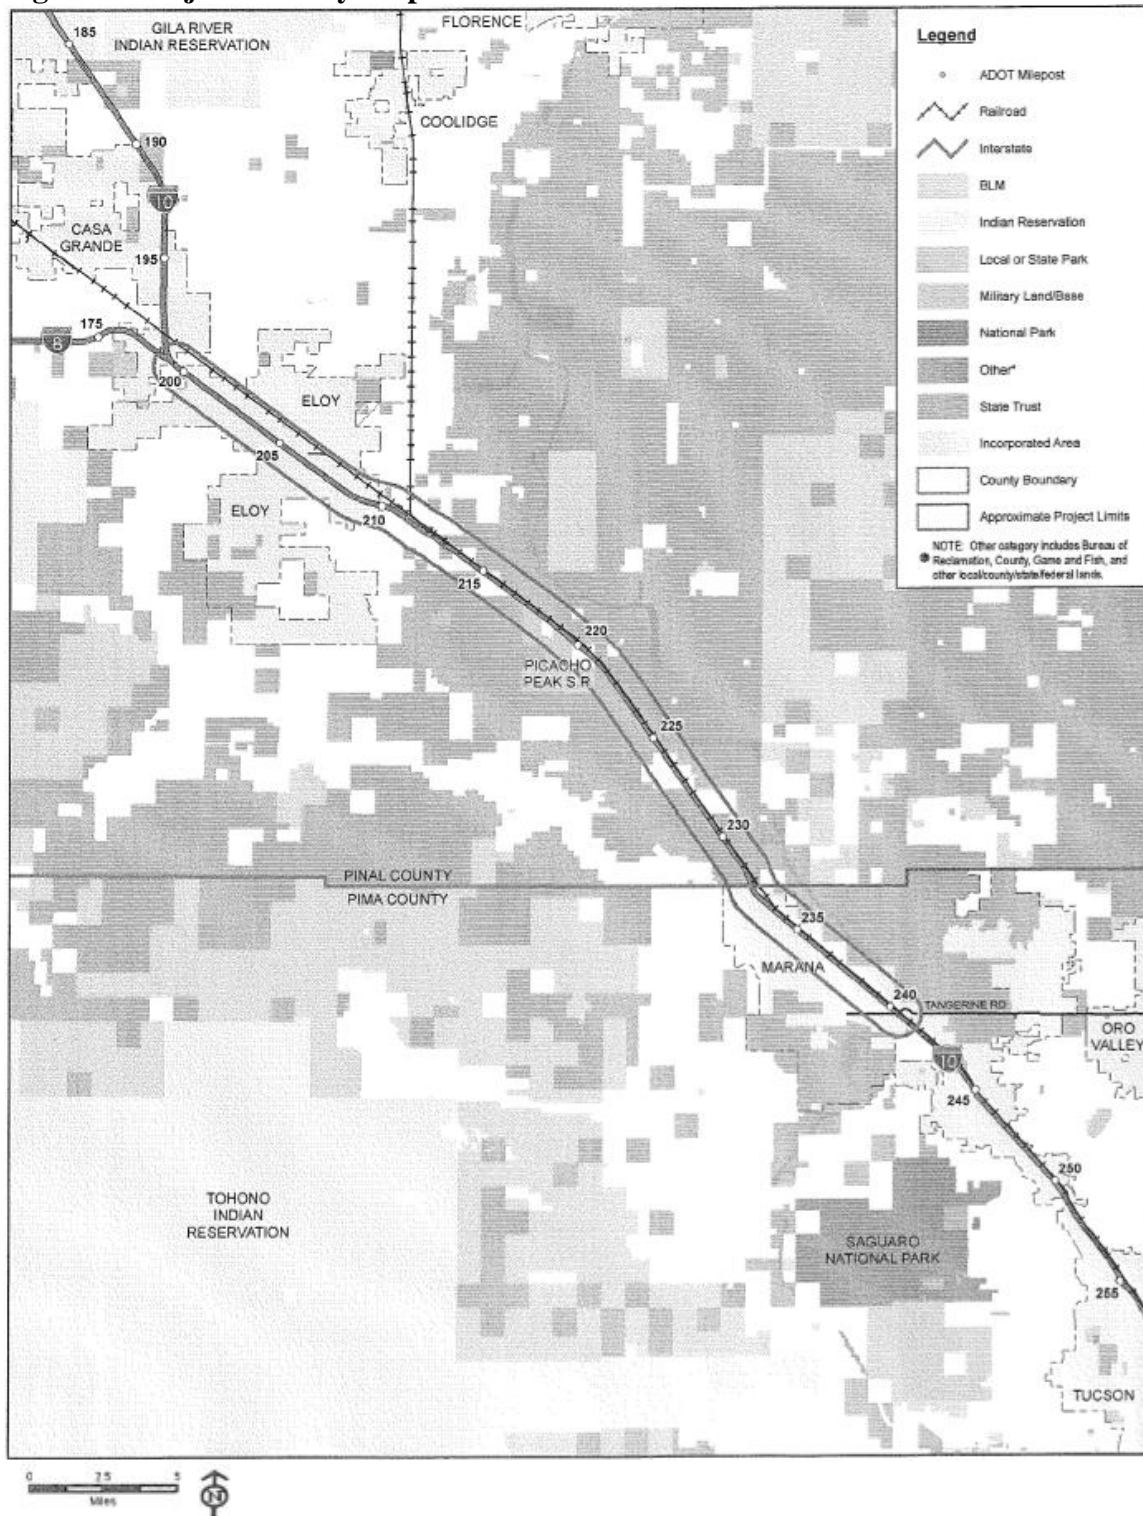 185
GILA RIVER
INDIAN RESERVATION
FLORENCE
190
COOLIDGE
10
CASA
GRANDE
195
175
8
200
ELOY
205
ELOY
210
215
220
PICACHO
PEAK S.R
225
230
PINAL COUNTY
PIMA COUNTY
235
MARANA
240
TANGERINE RD
ORO
VALLEY
10
245
250
TOHONO
INDIAN
RESERVATION
SAGUARO
NATIONAL PARK
255
TUCSON
Legend
ADOT Milepost
Railroad
Interstate
BLM
Indian Reservation
Local or State Park
Military Land/Base
National Park
Other*
State Trust
Incorporated Area
County Boundary
Approximate Project Limits
NOTE: Other category includes Bureau of
Reclamation, County, Game and Fish, and
other local/county/state/federal lands.
0 2.5 5
Miles
N